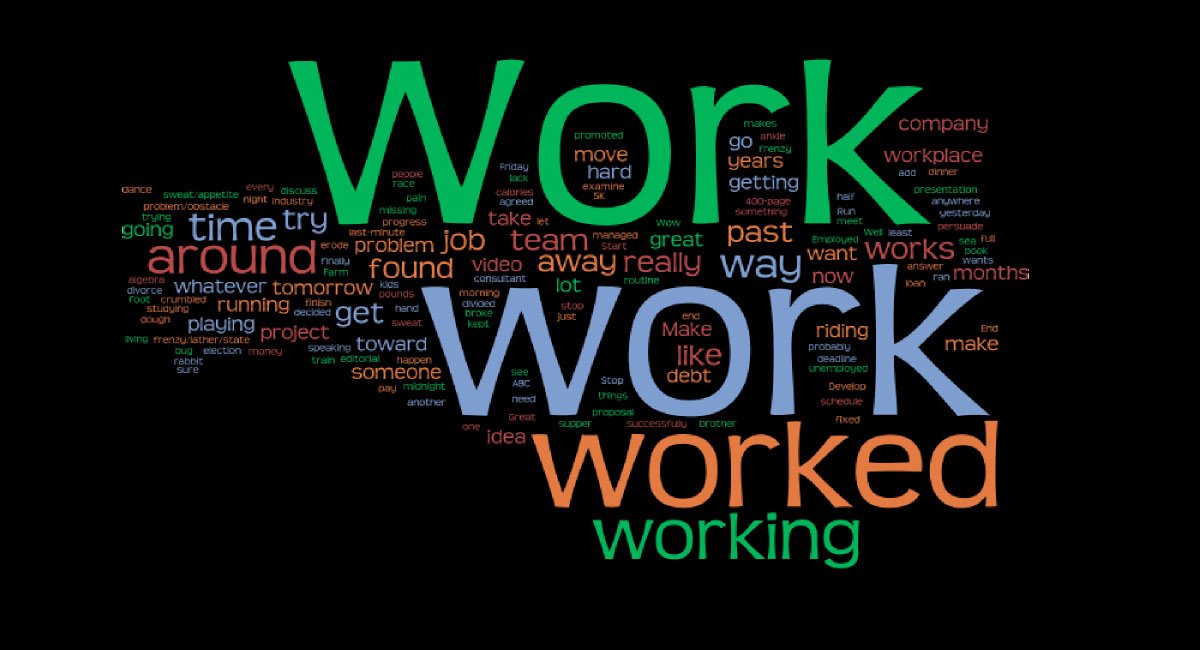 Work
company
makes
ankle
promoted
go
frenzy
move
years
workplace
Friday
hard
lack
add
dinner
people
race
getting
examine
5K
dance
sweat/appetite
every
discuss
calories
agreed
half
presentation
night
industry
pain
400-page
anywhere
problem/obstacle
missing
something
Run
yesterday
trying
time
try
progress
take
let
Wow
meet
persuade
going
last-minute
past
Well
least
problem
job
team
managed
great
Employed
sea
Full
around
erode
Start
works
book
finally
found
video
away
really
way
want
wants
answer
Farm
now
ran
months
algebra
consultant
lot
routine
loan
divorce
whatever
tomorrow
kids
work
foot
crumbled
pounds
morning
studying
running
finish
divided
stop
dough
decided
get
hand
broke
just
end
playing
sweat
kept
Make
riding
End
project
living
frenzy/lather/state
toward
make
bug
election
money
speaking
probably
rabbit
train
editorial
happen
like
deadline
sure
someone
see
debt
unemployed
pay
midnight
ABC
Stop
Develop
another
need
things
schedule
Great
proposal
one
supper
successfully
brother
fixed
idea
worked
working